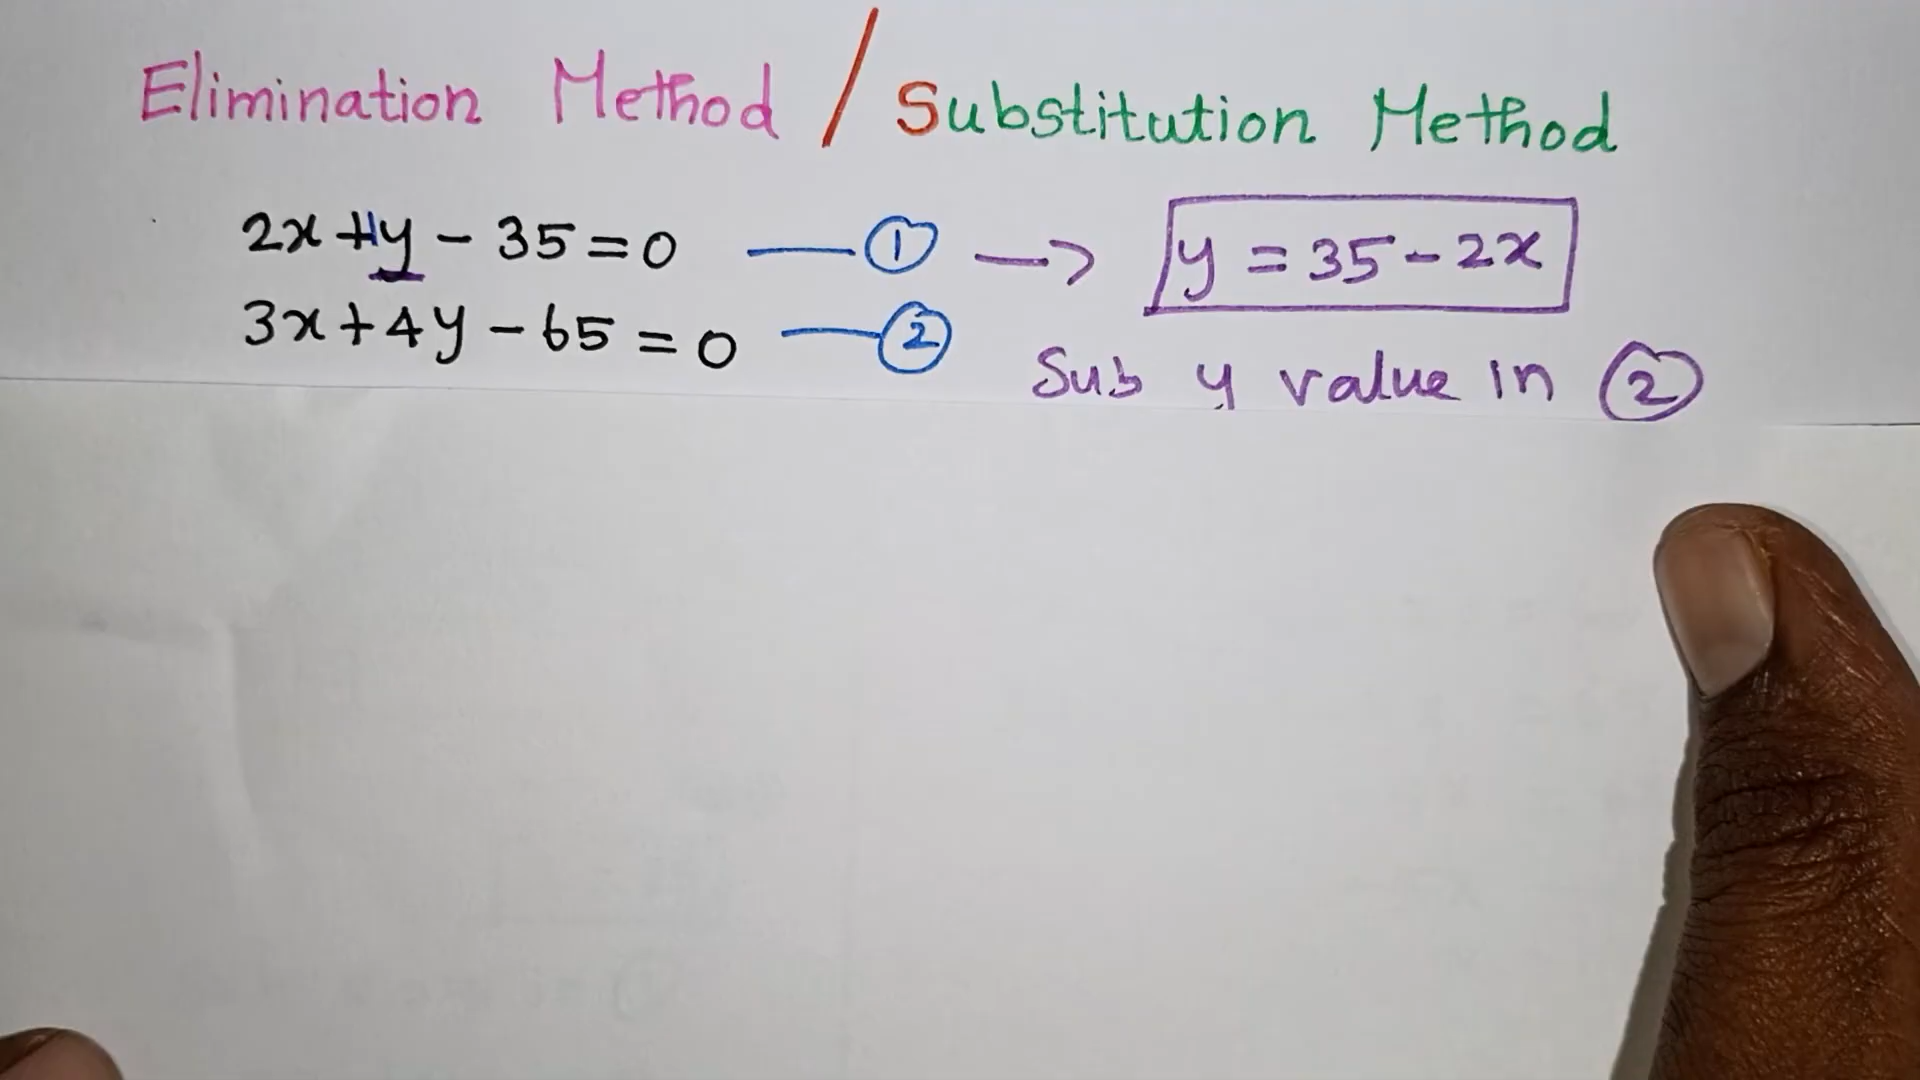 Elimination Method / Substitution Method
2x + 1y - 35 = 0 — ① → y = 35 - 2x
3x + 4y - 65 = 0 — ②
Sub y value in ②